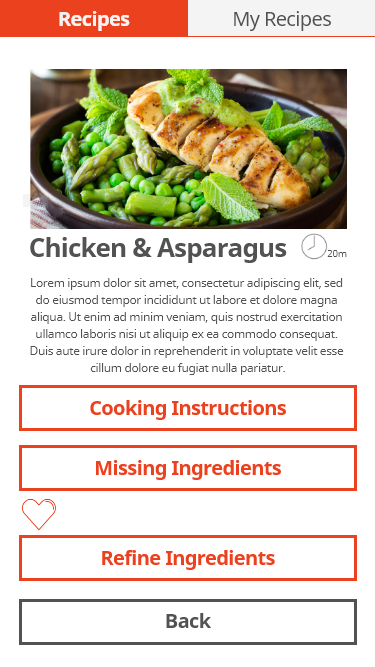 Recipes
My Recipes
Chicken & Asparagus
20m
Lorem ipsum dolor sit amet, consectetur adipiscing elit, sed
do eiusmod tempor incididunt ut labore et dolore magna
aliqua. Ut enim ad minim veniam, quis nostrud exercitation
ullamco laboris nisi ut aliquip ex ea commodo consequat.
Duis aute irure dolor in reprehenderit in voluptate velit esse
cillum dolore eu fugiat nulla pariatur.
Cooking Instructions
Missing Ingredients
Refine Ingredients
Back